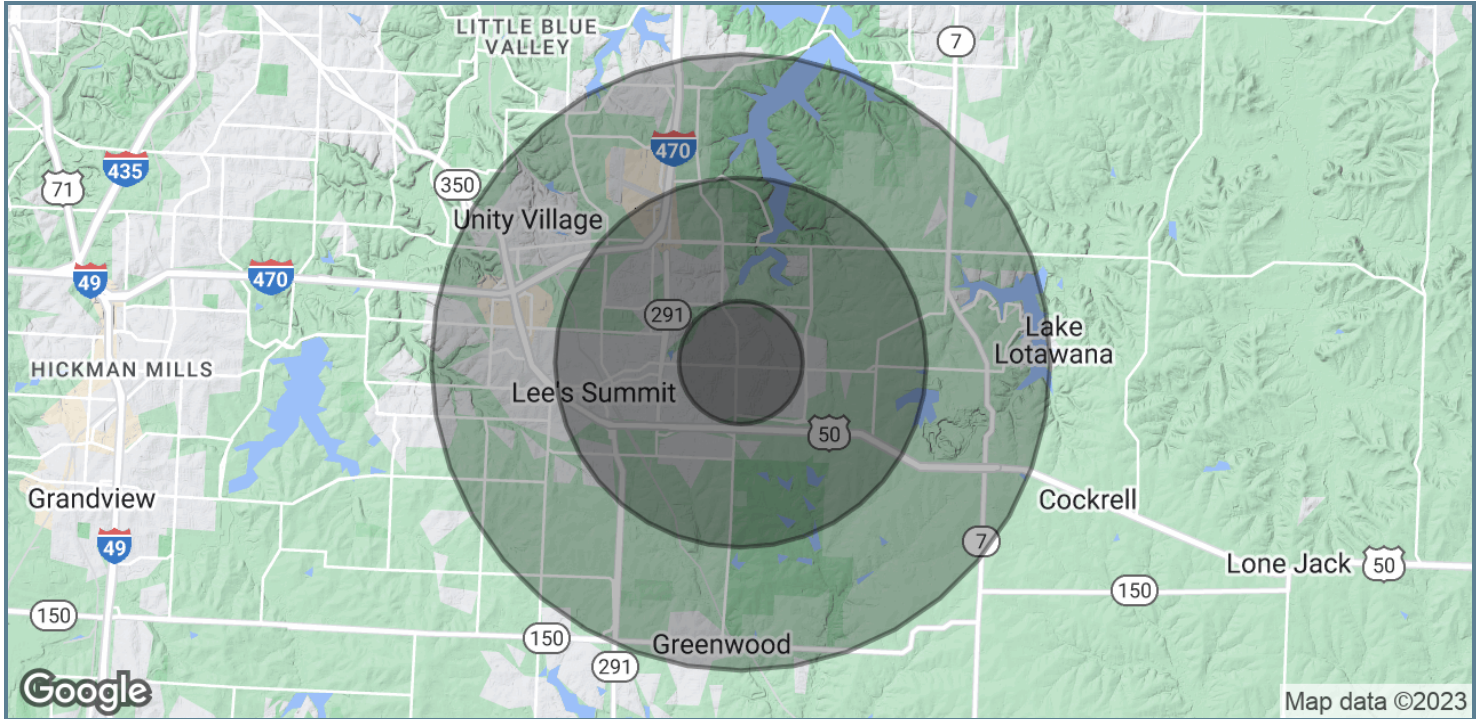 LITTLE BLUE
VALLEY
7
470
435
71
350
Unity Village
49
470
291
Lake
Lotawana
HICKMAN MILLS
Lee's Summit
50
Grandview
Cockrell
49
7
Lone Jack
50
150
150
150
Greenwood
291
Google
Map data ©2023